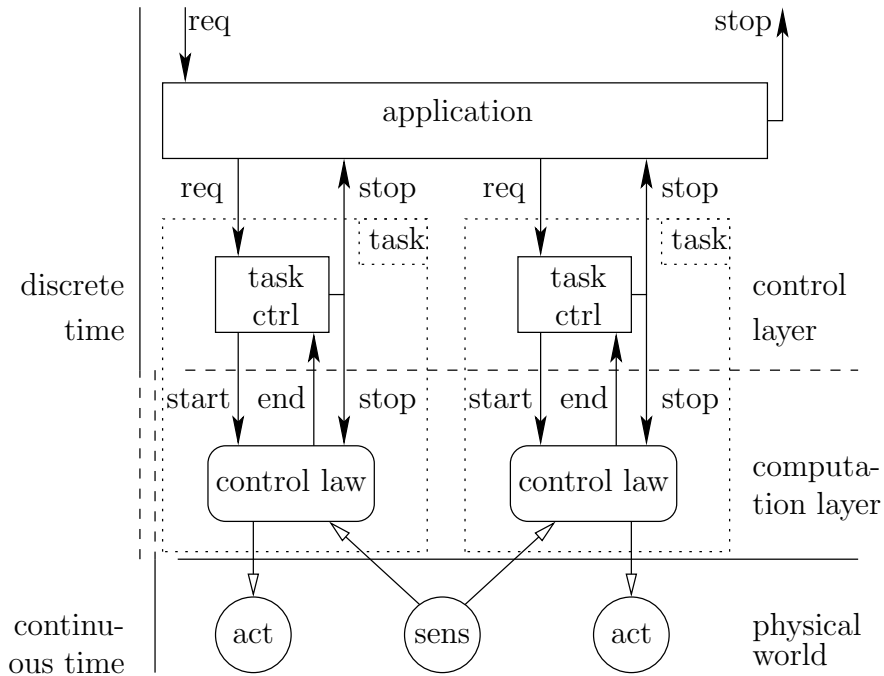 req
stop
application
req
stop
req
stop
task
task
discrete
time
task
ctrl
task
ctrl
control
layer
start
end
stop
start
end
stop
control law
control law
computa-
tion layer
continu-
ous time
act
sens
act
physical
world